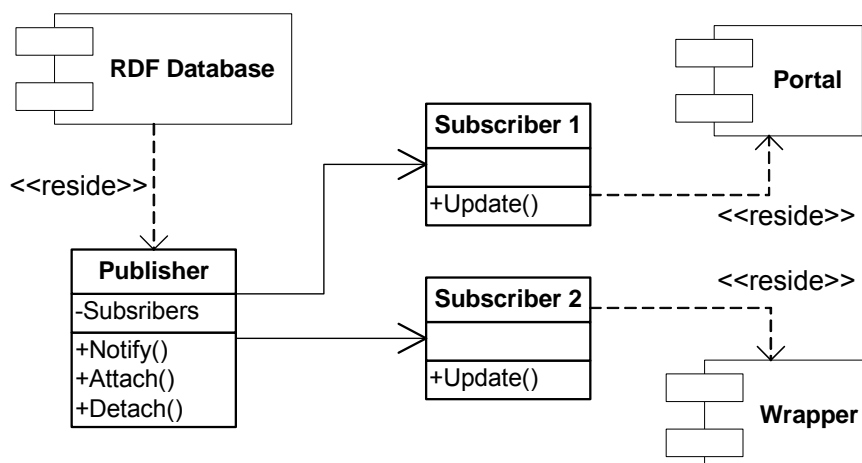 RDF Database
Portal
Subscriber 1
+Update()
<<reside>>
<<reside>>
Publisher
-Subsribers
+Notify()
+Attach()
+Detach()
Subscriber 2
+Update()
<<reside>>
Wrapper